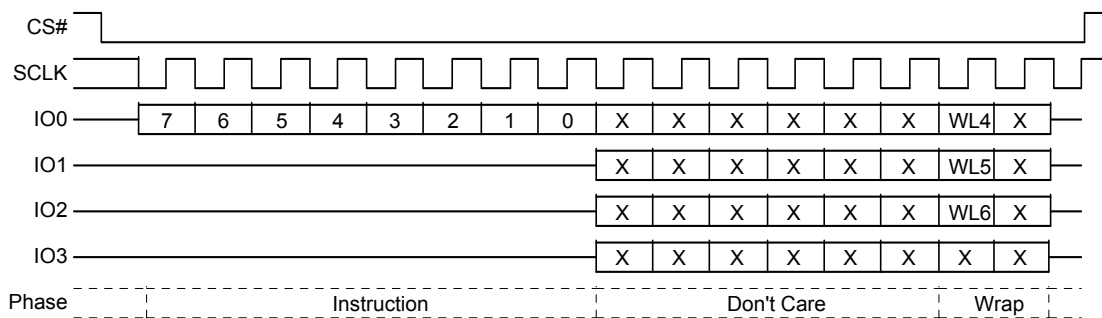 CS#
SCLK
IO0 7 6 5 4 3 2 1 0 X X X X X X WL4 X
IO1 X X X X X X WL5 X
IO2 X X X X X X WL6 X
IO3 X X X X X X X X
Phase Instruction Don't Care Wrap